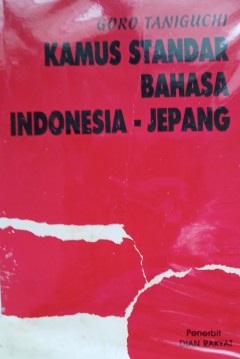 GORO TANIGUCHI
KAMUS STANDAR
BAHASA
INDONESIA - JEPANG
Penerbit
DIAN RAKYAT